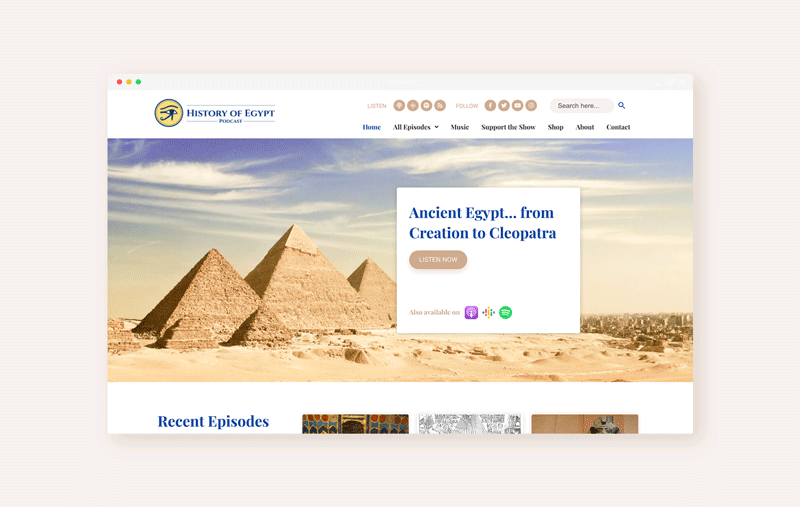 HISTORY OF EGYPT
PODCAST
LISTEN
FOLLOW
Search here...
Home
All Episodes
Music
Support the Show
Shop
About
Contact
Ancient Egypt... from
Creation to Cleopatra
LISTEN NOW
Also available on
Recent Episodes